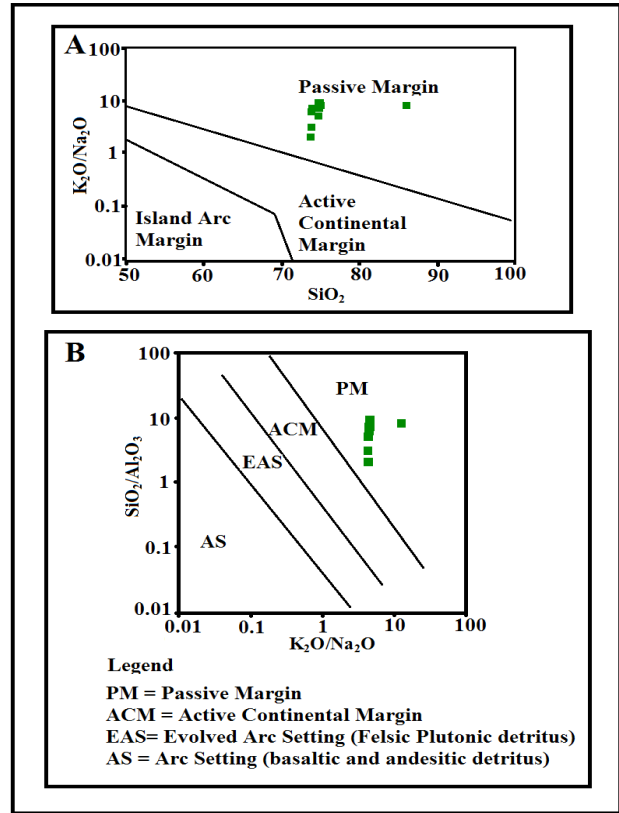 A
100
10
1
0.1
0.01
K₂O/Na₂O
Passive Margin
Active
Continental
Margin
Island Arc
Margin
50
60
70
80
90
100
SiO₂
B
100
10
1
0.1
0.01
SiO₂/Al₂O₃
PM
ACM
EAS
AS
0.01
0.1
1
10
100
K₂O/Na₂O
Legend
PM = Passive Margin
ACM = Active Continental Margin
EAS= Evolved Arc Setting (Felsic Plutonic detritus)
AS = Arc Setting (basaltic and andesitic detritus)